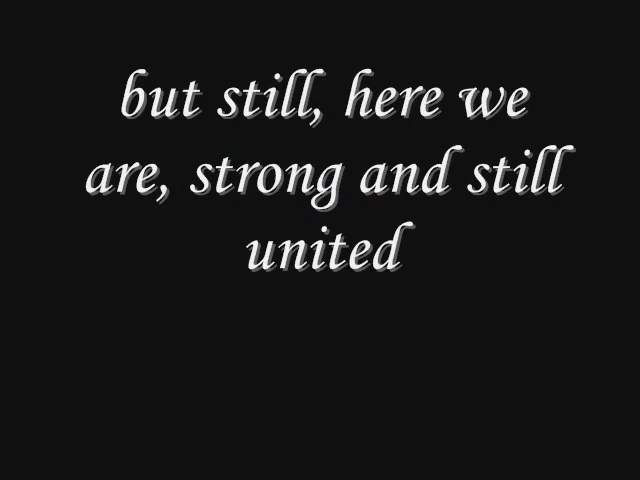 but still, here we
are, strong and still
united